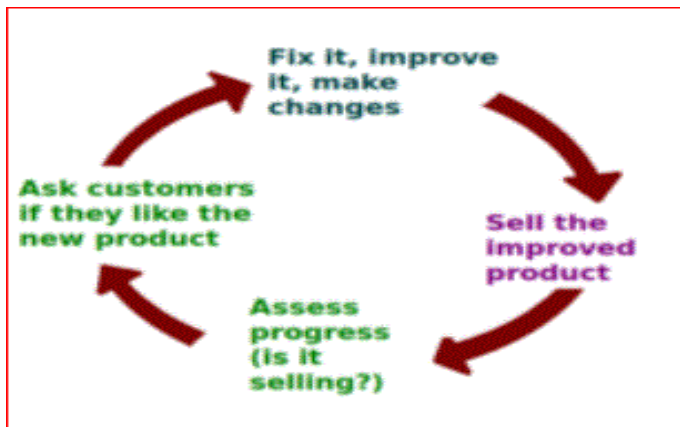 Fix it, improve
it, make
changes
Sell the
improved
product
Assess
progress
(is it
selling?)
Ask customers
if they like the
new product